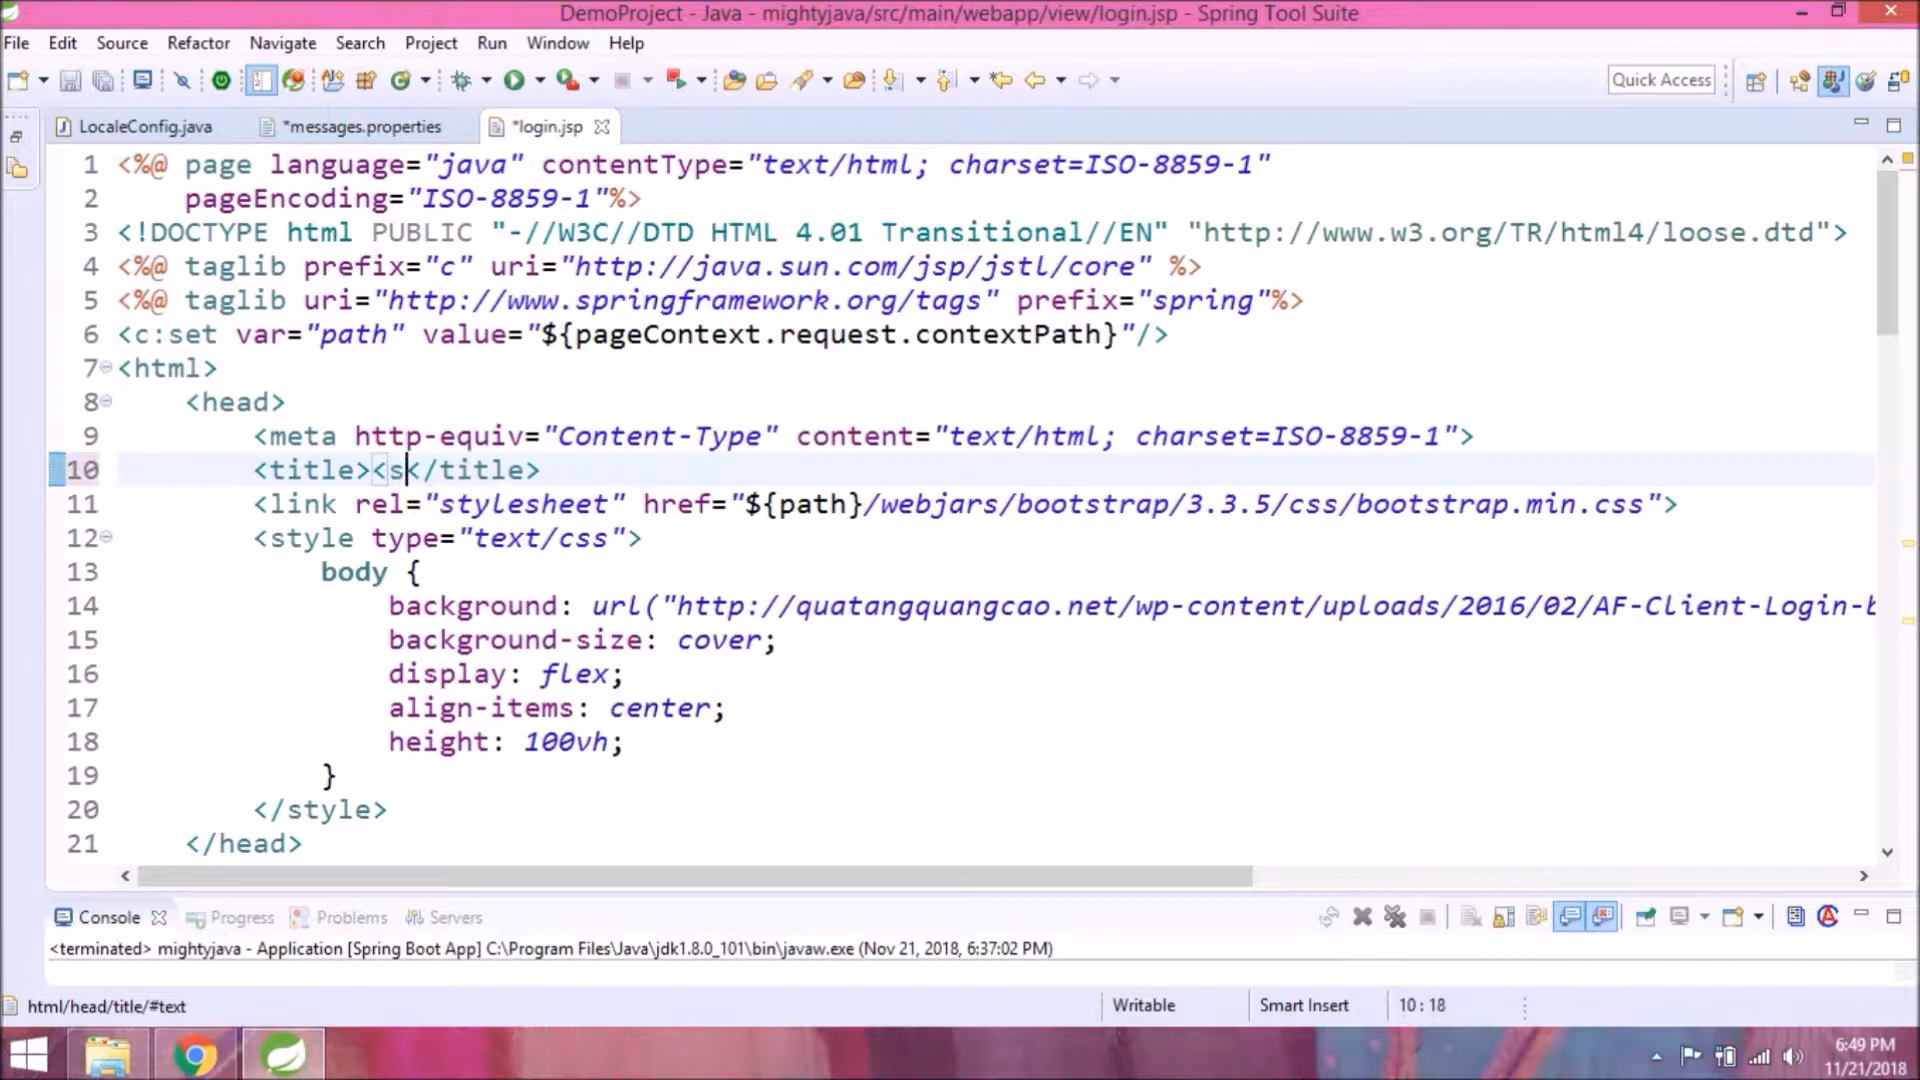 DemoProject - Java - mightyjava/src/main/webapp/view/login.jsp - Spring Tool Suite
File Edit Source Refactor Navigate Search Project Run Window Help
Quick Access
LocaleConfig.java *messages.properties *login.jsp
1 <%@ page language="java" contentType="text/html; charset=ISO-8859-1"
2 pageEncoding="ISO-8859-1"%>
3 <!DOCTYPE html PUBLIC "-//W3C//DTD HTML 4.01 Transitional//EN" "http://www.w3.org/TR/html4/loose.dtd">
4 <%@ taglib prefix="c" uri="http://java.sun.com/jsp/jstl/core" %>
5 <%@ taglib uri="http://www.springframework.org/tags" prefix="spring"%>
6 <c:set var="path" value="${pageContext.request.contextPath}"/>
7 <html>
8 <head>
9 <meta http-equiv="Content-Type" content="text/html; charset=ISO-8859-1">
10 <title><s</title>
11 <link rel="stylesheet" href="${path}/webjars/bootstrap/3.3.5/css/bootstrap.min.css">
12 <style type="text/css">
13 body {
14 background: url("http://quatangquangcao.net/wp-content/uploads/2016/02/AF-Client-Login-b
15 background-size: cover;
16 display: flex;
17 align-items: center;
18 height: 100vh;
19 }
20 </style>
21 </head>
Console Progress Problems Servers
<terminated> mightyjava - Application [Spring Boot App] C:\Program Files\Java\jdk1.8.0_101\bin\javaw.exe (Nov 21, 2018, 6:37:02 PM)
html/head/title/#text Writable Smart Insert 10 : 18
6:49 PM
11/21/2018